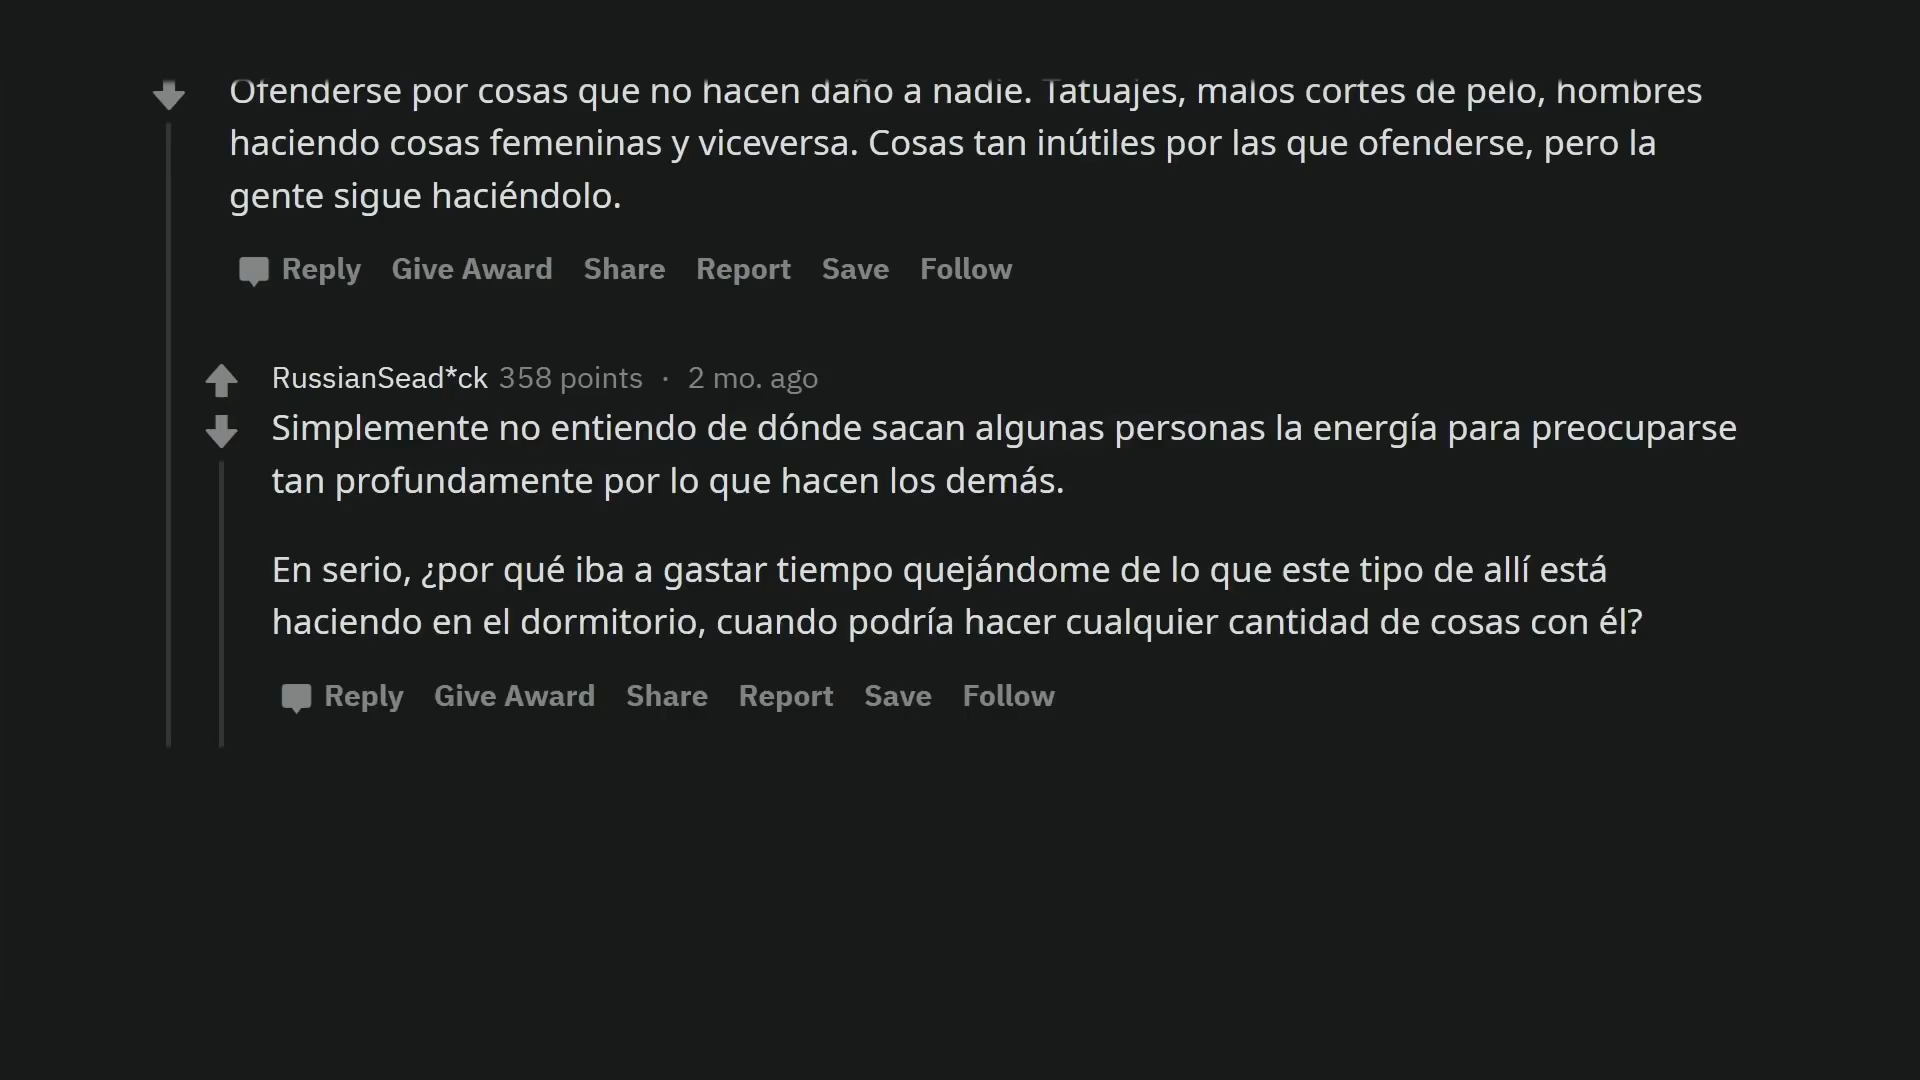 Ofenderse por cosas que no hacen daño a nadie. Tatuajes, malos cortes de pelo, hombres
haciendo cosas femeninas y viceversa. Cosas tan inútiles por las que ofenderse, pero la
gente sigue haciéndolo.
Reply Give Award Share Report Save Follow
RussianSead*ck 358 points · 2 mo. ago
Simplemente no entiendo de dónde sacan algunas personas la energía para preocuparse
tan profundamente por lo que hacen los demás.
En serio, ¿por qué iba a gastar tiempo quejándome de lo que este tipo de allí está
haciendo en el dormitorio, cuando podría hacer cualquier cantidad de cosas con él?
Reply Give Award Share Report Save Follow